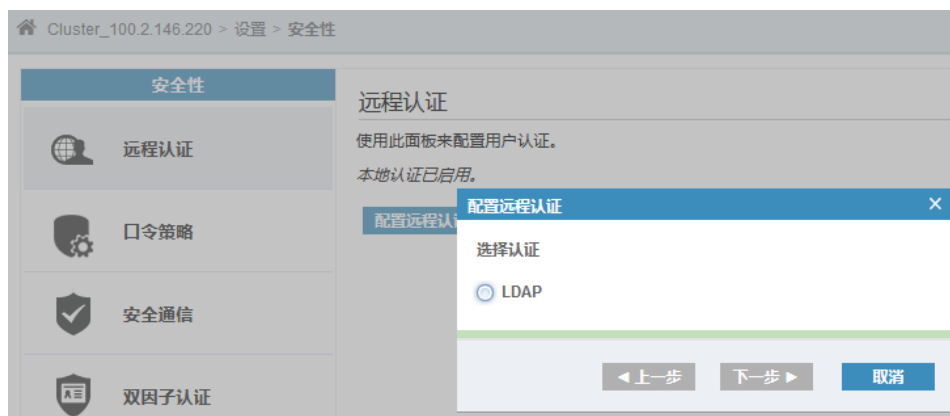 Cluster_100.2.146.220 > 设置 > 安全性
安全性
远程认证
口令策略
安全通信
双因子认证
远程认证
使用此面板来配置用户认证。
本地认证已启用。
配置远程认
配置远程认证
选择认证
LDAP
上一步
下一步
取消